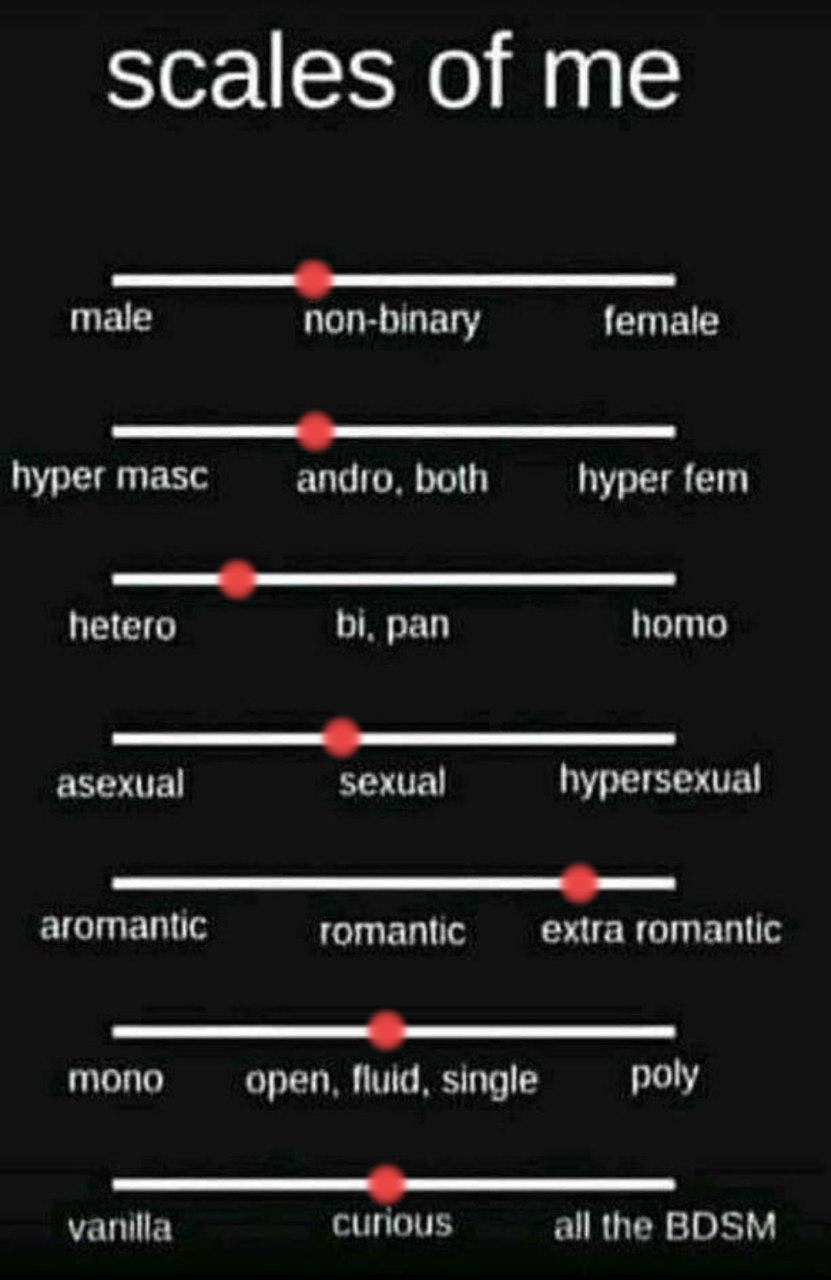 scales of me
male non-binary female
hyper masc andro, both hyper fem
hetero bi, pan homo
asexual sexual hypersexual
aromantic romantic extra romantic
mono open, fluid, single poly
vanilla curious all the BDSM